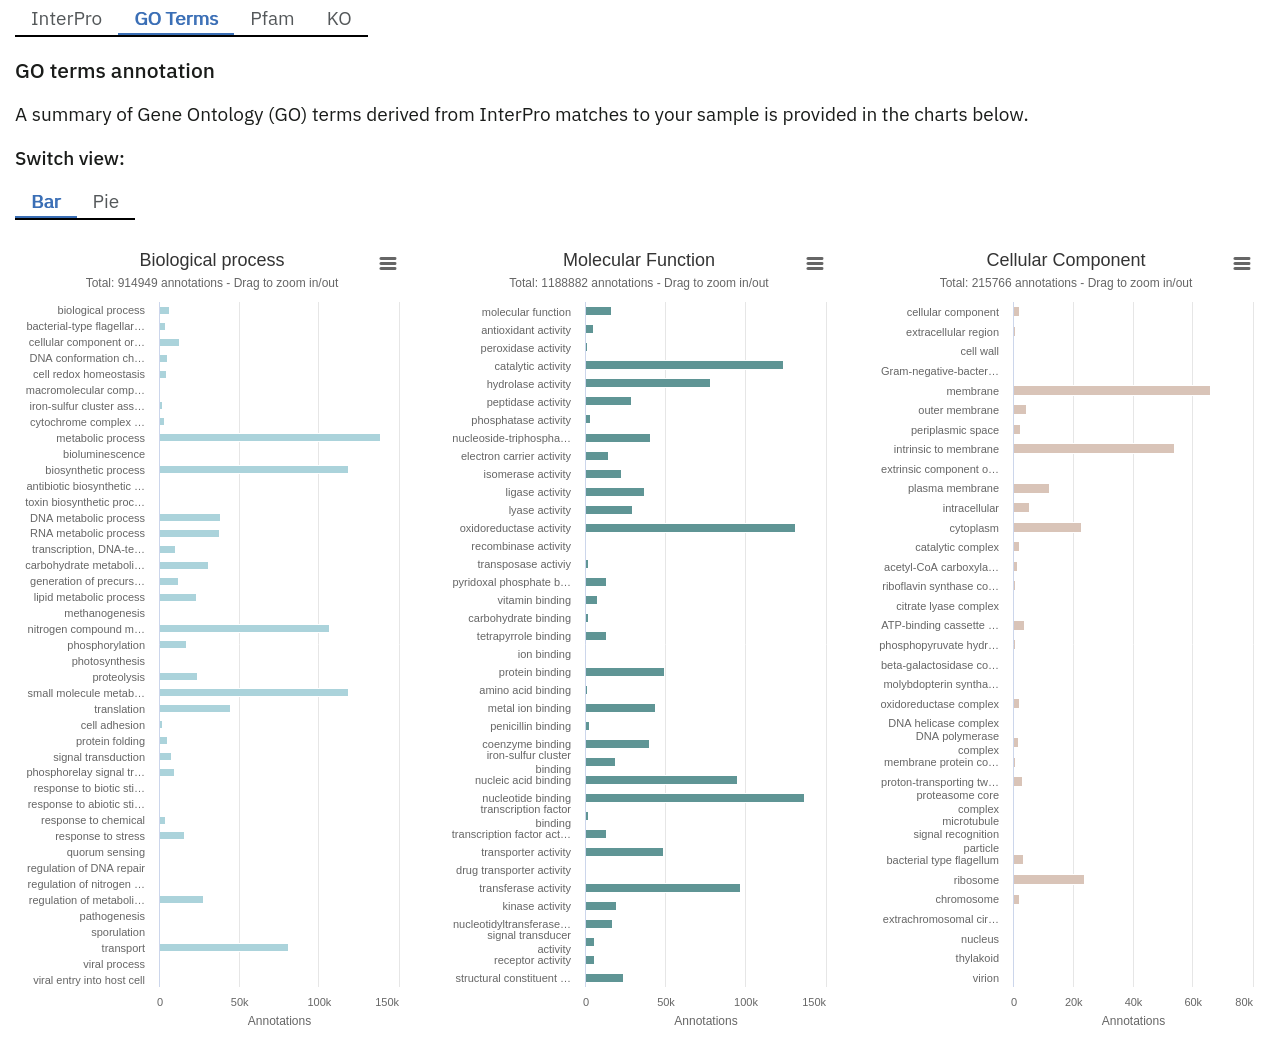 InterPro GO Terms Pfam KO
GO terms annotation
A summary of Gene Ontology (GO) terms derived from InterPro matches to your sample is provided in the charts below.
Switch view:
Bar Pie
Biological process
Total: 914949 annotations - Drag to zoom in/out
biological process
bacterial-type flagellar…
cellular component or…
DNA conformation ch…
cell redox homeostasis
macromolecular comp…
iron-sulfur cluster ass…
cytochrome complex …
metabolic process
bioluminescence
biosynthetic process
antibiotic biosynthetic …
toxin biosynthetic proc…
DNA metabolic process
RNA metabolic process
transcription, DNA-te…
carbohydrate metaboli…
generation of precurs…
lipid metabolic process
methanogenesis
nitrogen compound m…
phosphorylation
photosynthesis
proteolysis
small molecule metab…
translation
cell adhesion
protein folding
signal transduction
phosphorelay signal tr…
response to biotic sti…
response to abiotic sti…
response to chemical
response to stress
quorum sensing
regulation of DNA repair
regulation of nitrogen …
regulation of metaboli…
pathogenesis
sporulation
transport
viral process
viral entry into host cell
0 50k 100k 150k
Annotations
Molecular Function
Total: 1188882 annotations - Drag to zoom in/out
molecular function
antioxidant activity
peroxidase activity
catalytic activity
hydrolase activity
peptidase activity
phosphatase activity
nucleoside-triphospha…
electron carrier activity
isomerase activity
ligase activity
lyase activity
oxidoreductase activity
recombinase activity
transposase activiy
pyridoxal phosphate b…
vitamin binding
carbohydrate binding
tetrapyrrole binding
ion binding
protein binding
amino acid binding
metal ion binding
penicillin binding
coenzyme binding
iron-sulfur cluster
binding
nucleic acid binding
nucleotide binding
transcription factor
binding
transcription factor act…
transporter activity
drug transporter activity
transferase activity
kinase activity
nucleotidyltransferase…
signal transducer
activity
receptor activity
structural constituent …
0 50k 100k 150k
Annotations
Cellular Component
Total: 215766 annotations - Drag to zoom in/out
cellular component
extracellular region
cell wall
Gram-negative-bacter…
membrane
outer membrane
periplasmic space
intrinsic to membrane
extrinsic component o…
plasma membrane
intracellular
cytoplasm
catalytic complex
acetyl-CoA carboxyla…
riboflavin synthase co…
citrate lyase complex
ATP-binding cassette …
phosphopyruvate hydr…
beta-galactosidase co…
molybdopterin syntha…
oxidoreductase complex
DNA helicase complex
DNA polymerase
complex
membrane protein co…
proton-transporting tw…
proteasome core
complex
microtubule
signal recognition
particle
bacterial type flagellum
ribosome
chromosome
extrachromosomal cir…
nucleus
thylakoid
virion
0 20k 40k 60k 80k
Annotations